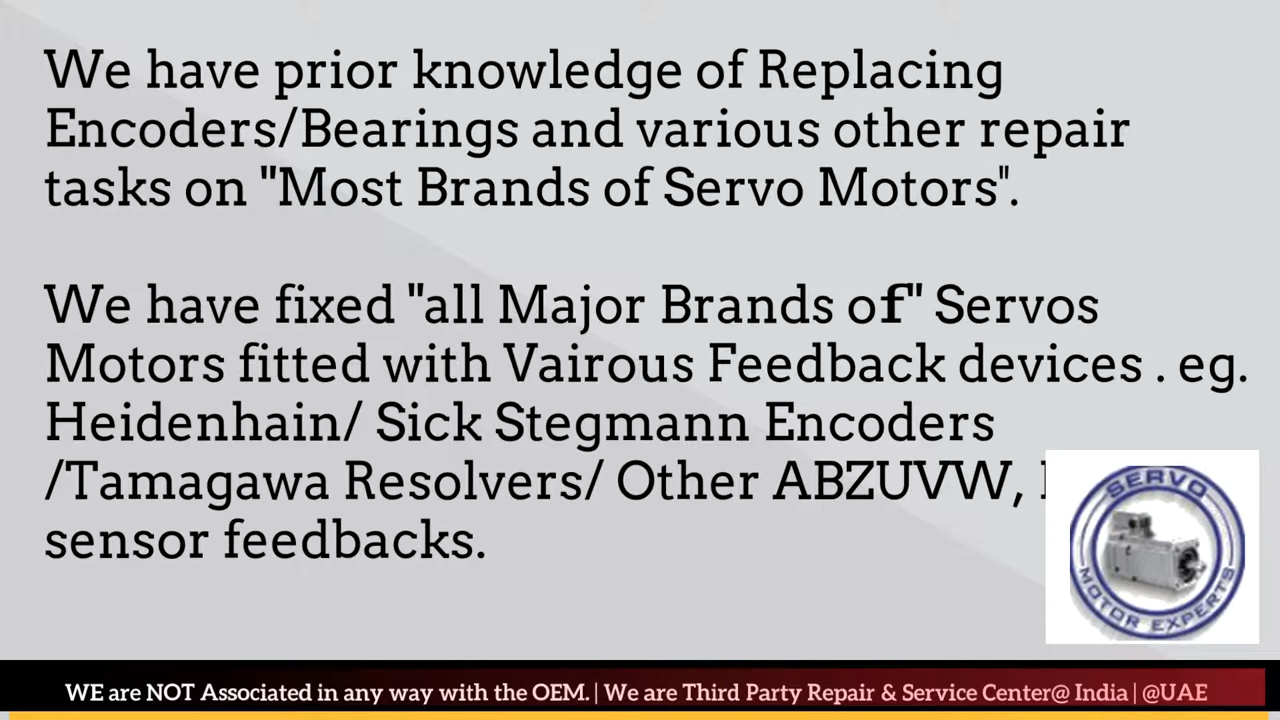 We have prior knowledge of Replacing
Encoders/Bearings and various other repair
tasks on "Most Brands of Servo Motors".
We have fixed "all Major Brands of" Servos
Motors fitted with Vairous Feedback devices . eg.
Heidenhain/ Sick Stegmann Encoders
/Tamagawa Resolvers/ Other ABZUVW,
sensor feedbacks.
SERVO
MOTOR EXPERTS
WE are NOT Associated in any way with the OEM. | We are Third Party Repair & Service Center@ India | @UAE